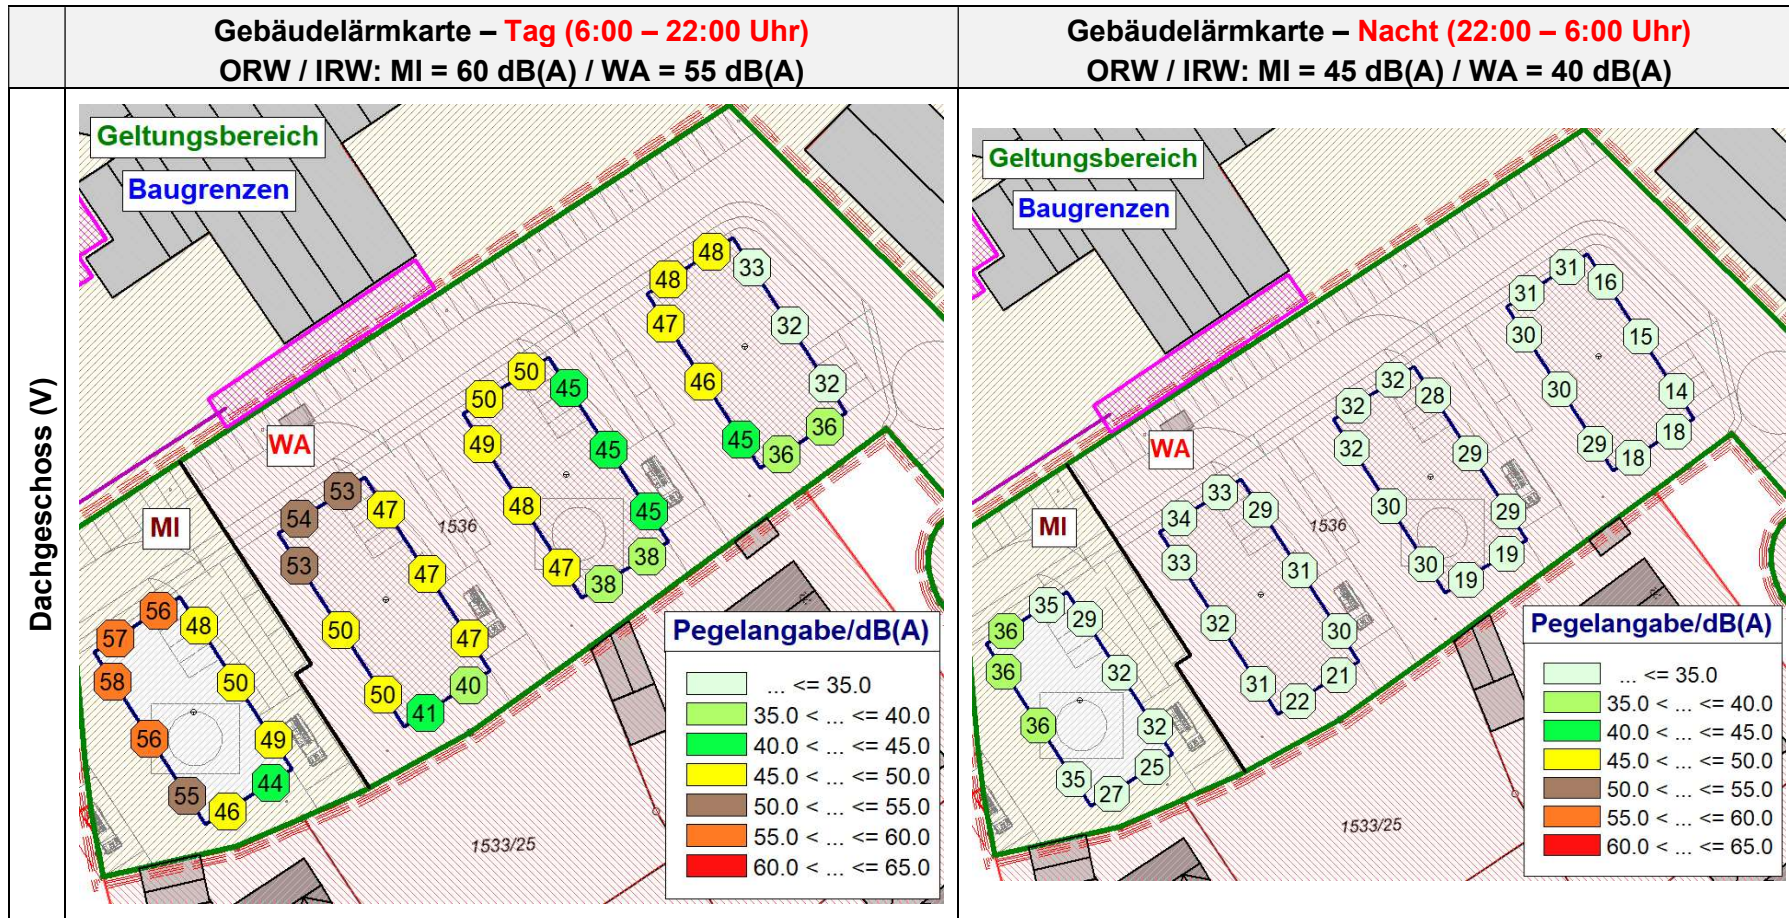 Gebäudelärmkarte – Tag (6:00 – 22:00 Uhr)
ORW / IRW: MI = 60 dB(A) / WA = 55 dB(A)
Gebäudelärmkarte – Nacht (22:00 – 6:00 Uhr)
ORW / IRW: MI = 45 dB(A) / WA = 40 dB(A)
Dachgeschoss (V)
Geltungsbereich
Baugrenzen
WA
MI
48
48
33
47
32
46
32
45
36
36
50
50
45
49
45
48
45
47
38
38
53
54
47
53
47
50
47
50
40
41
56
57
48
58
50
56
49
55
44
46
1536
1533/25
Pegelangabe/dB(A)
... <= 35.0
35.0 < ... <= 40.0
40.0 < ... <= 45.0
45.0 < ... <= 50.0
50.0 < ... <= 55.0
55.0 < ... <= 60.0
60.0 < ... <= 65.0
Geltungsbereich
Baugrenzen
WA
MI
31
31
16
30
15
30
14
29
18
18
32
32
28
32
29
30
29
30
19
19
33
34
29
33
31
32
30
31
21
22
35
36
29
36
32
36
32
35
25
27
1536
1533/25
Pegelangabe/dB(A)
... <= 35.0
35.0 < ... <= 40.0
40.0 < ... <= 45.0
45.0 < ... <= 50.0
50.0 < ... <= 55.0
55.0 < ... <= 60.0
60.0 < ... <= 65.0